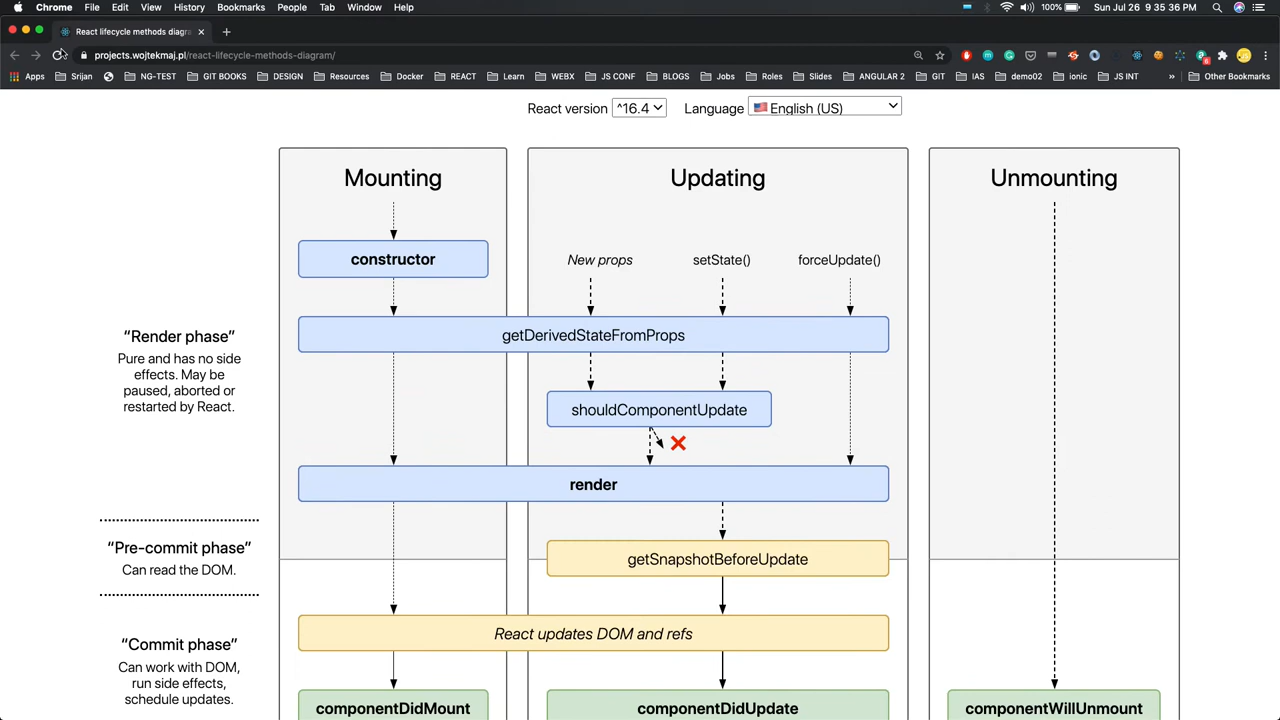 Chrome File Edit View History Bookmarks People Tab Window Help 100% Sun Jul 26 9:35:36 PM
React lifecycle methods diagra
projects.wojtekmaj.pl/react-lifecycle-methods-diagram/
Apps Srijan NG-TEST GIT BOOKS DESIGN Resources Docker Git Learn WEBX JS CONF BLOGS Jobs Roles Slides ANGULAR 2 GIT IAS demo02 ionic JS INT » Other Bookmarks
React version ^16.4 Language English (US)
Mounting Updating Unmounting
constructor
New props setState() forceUpdate()
getDerivedStateFromProps
“Render phase”
Pure and has no side
effects. May be
paused, aborted or
restarted by React.
shouldComponentUpdate
render
“Pre-commit phase”
Can read the DOM.
getSnapshotBeforeUpdate
React updates DOM and refs
“Commit phase”
Can work with DOM,
run side effects,
schedule updates.
componentDidMount componentDidUpdate componentWillUnmount